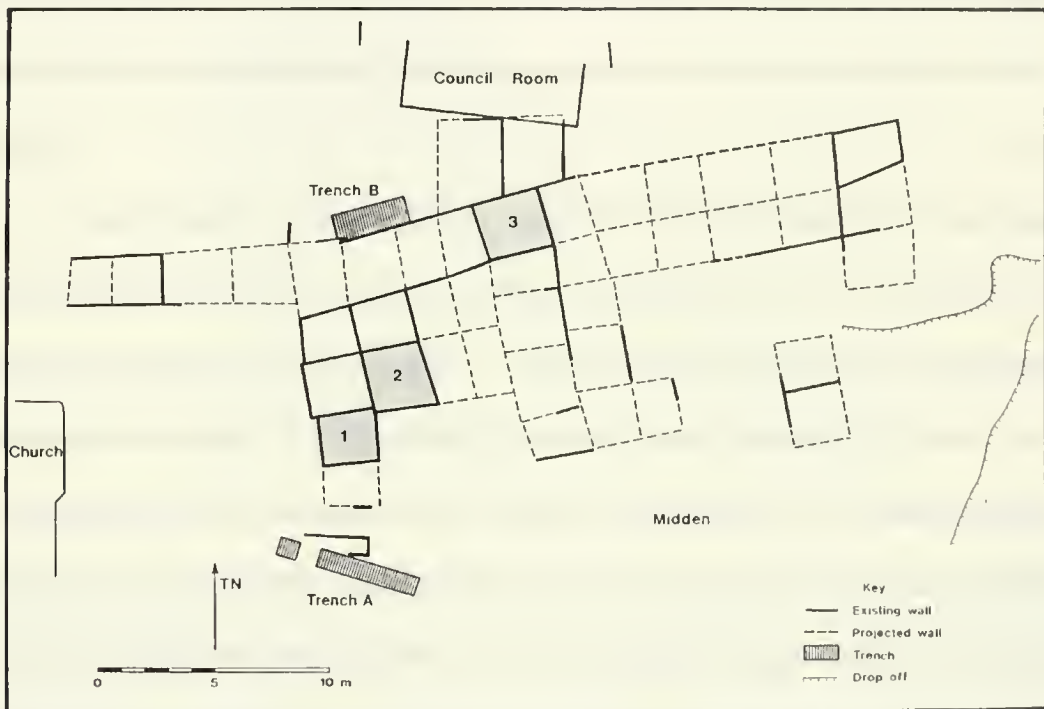 Council Room
Trench B
3
2
1
Church
Midden
TN
Trench A
Key
Existing wall
Projected wall
Trench
Drop off
0 5 10 m